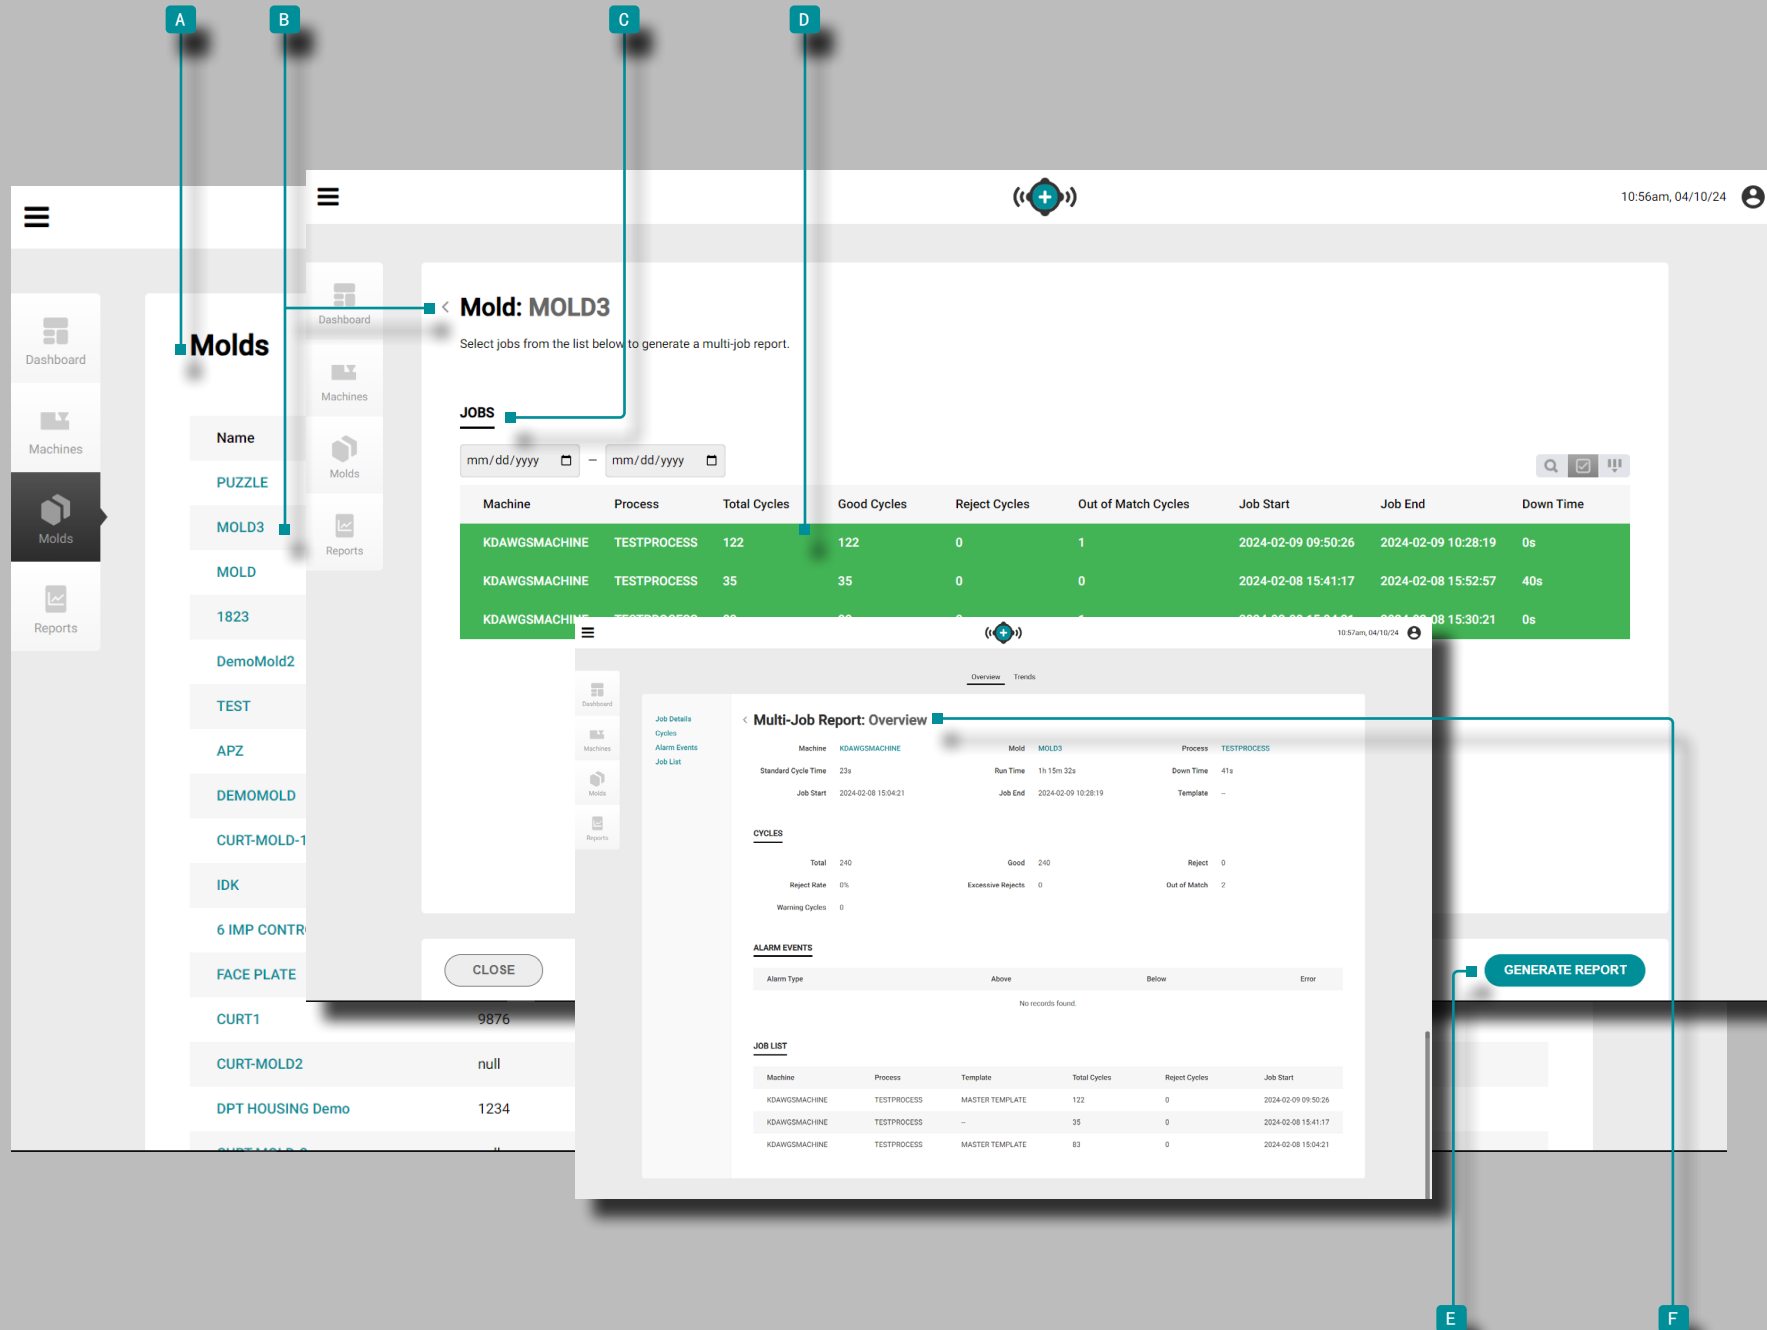 A B C D
10:56am, 04/10/24
Dashboard
Machines
Molds
Reports
Molds
Name
PUZZLE
MOLD3
MOLD
1823
DemoMold2
TEST
APZ
DEMOMOLD
CURT-MOLD-1
IDK
6 IMP CONTR
FACE PLATE
CURT1 9876
CURT-MOLD2 null
DPT HOUSING Demo 1234
Dashboard
Machines
Molds
Reports
< Mold: MOLD3
Select jobs from the list below to generate a multi-job report.
JOBS
mm/dd/yyyy – mm/dd/yyyy
Machine Process Total Cycles Good Cycles Reject Cycles Out of Match Cycles Job Start Job End Down Time
KDAWGSMACHINE TESTPROCESS 122 122 0 1 2024-02-09 09:50:26 2024-02-09 10:28:19 0s
KDAWGSMACHINE TESTPROCESS 35 35 0 0 2024-02-08 15:41:17 2024-02-08 15:52:57 40s
KDAWGSMACHIN 08 15:30:21 0s
CLOSE
GENERATE REPORT
10:57am, 04/10/24
Overview Trends
Dashboard
Machines
Molds
Reports
Job Details
Cycles
Alarm Events
Job List
< Multi-Job Report: Overview
Machine KDAWGSMACHINE Mold MOLD3 Process TESTPROCESS
Standard Cycle Time 23s Run Time 1h 15m 32s Down Time 41s
Job Start 2024-02-08 15:04:21 Job End 2024-02-09 10:28:19 Template –
CYCLES
Total 240 Good 240 Reject 0
Reject Rate 0% Excessive Rejects 0 Out of Match 2
Warning Cycles 0
ALARM EVENTS
Alarm Type Above Below Error
No records found.
JOB LIST
Machine Process Template Total Cycles Reject Cycles Job Start
KDAWGSMACHINE TESTPROCESS MASTER TEMPLATE 122 0 2024-02-09 09:50:26
KDAWGSMACHINE TESTPROCESS – 35 0 2024-02-08 15:41:17
KDAWGSMACHINE TESTPROCESS MASTER TEMPLATE 83 0 2024-02-08 15:04:21
E F